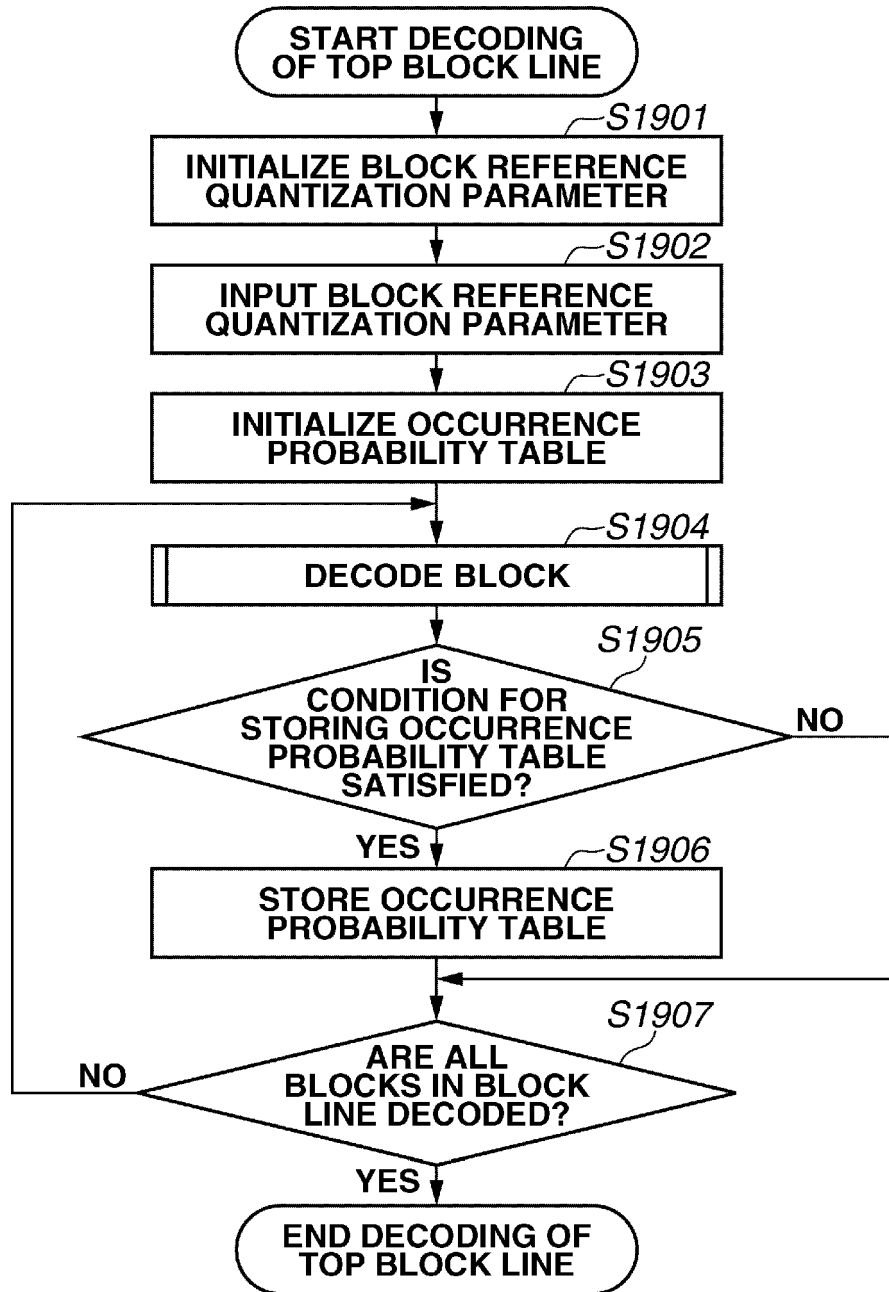 START DECODING
OF TOP BLOCK LINE
S1901
INITIALIZE BLOCK REFERENCE
QUANTIZATION PARAMETER
S1902
INPUT BLOCK REFERENCE
QUANTIZATION PARAMETER
S1903
INITIALIZE OCCURRENCE
PROBABILITY TABLE
S1904
DECODE BLOCK
S1905
IS
CONDITION FOR
STORING OCCURRENCE
PROBABILITY TABLE
SATISFIED?
NO
YES
S1906
STORE OCCURRENCE
PROBABILITY TABLE
S1907
ARE ALL
BLOCKS IN BLOCK
LINE DECODED?
NO
YES
END DECODING OF
TOP BLOCK LINE